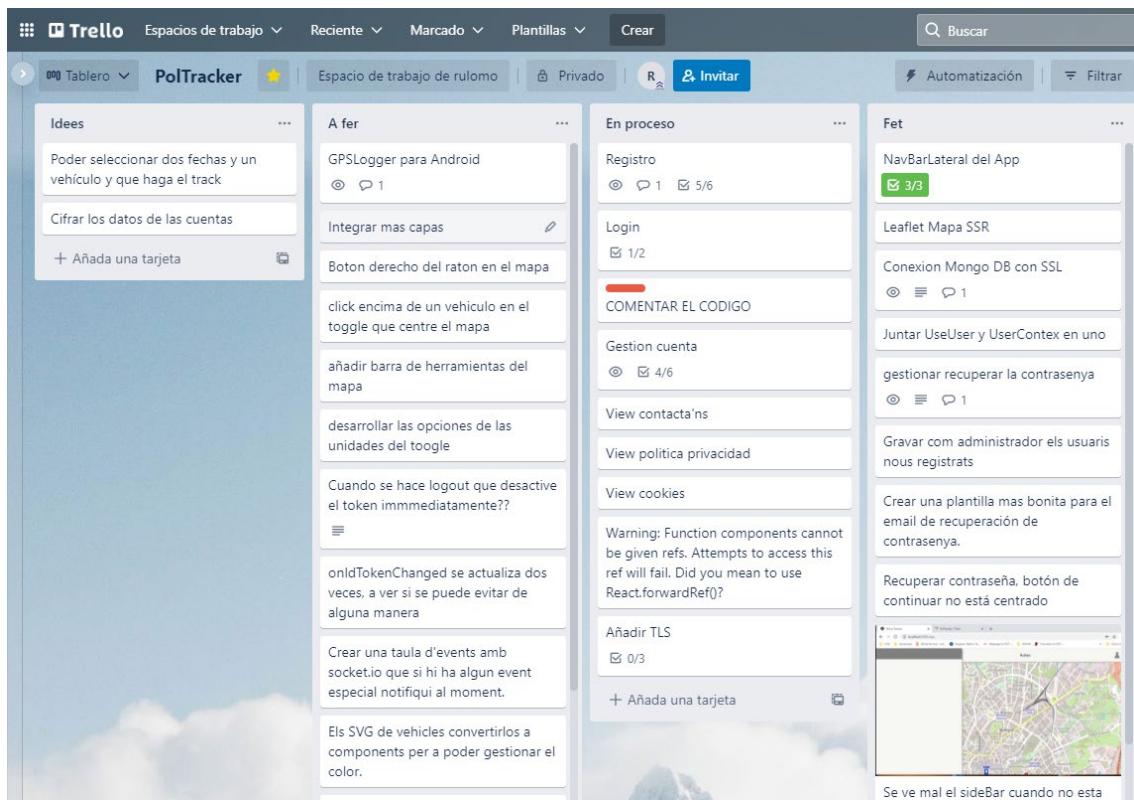 Trello
Espacios de trabajo
Reciente
Marcado
Plantillas
Crear
Buscar
Tablero
PolTracker
Espacio de trabajo de rulomo
Privado
R
Invitar
Automatización
Filtrar
Idees
Poder seleccionar dos fechas y un
vehículo y que haga el track
Cifrar los datos de las cuentas
+ Añada una tarjeta
A fer
GPSLogger para Android
1
Integrar mas capas
Boton derecho del raton en el mapa
click encima de un vehiculo en el
toggle que centre el mapa
añadir barra de herramientas del
mapa
desarrollar las opciones de las
unidades del toogle
Cuando se hace logout que desactive
el token immmediatamente??
onIdTokenChanged se actualiza dos
veces, a ver si se puede evitar de
alguna manera
Crear una taula d'events amb
socket.io que si hi ha algun event
especial notifiqui al moment.
Els SVG de vehicles convertirlos a
components per a poder gestionar el
color.
En proceso
Registro
1 5/6
Login
1/2
COMENTAR EL CODIGO
Gestion cuenta
4/6
View contacta'ns
View politica privacidad
View cookies
Warning: Function components cannot
be given refs. Attempts to access this
ref will fail. Did you mean to use
React.forwardRef()?
Añadir TLS
0/3
+ Añada una tarjeta
Fet
NavBarLateral del App
3/3
Leaflet Mapa SSR
Conexion Mongo DB con SSL
1
Juntar UseUser y UserContex en uno
gestionar recuperar la contrasenya
1
Gravar com administrador els usuaris
nous registrats
Crear una plantilla mas bonita para el
email de recuperación de
contrasenya.
Recuperar contraseña, botón de
continuar no está centrado
Se ve mal el sideBar cuando no esta